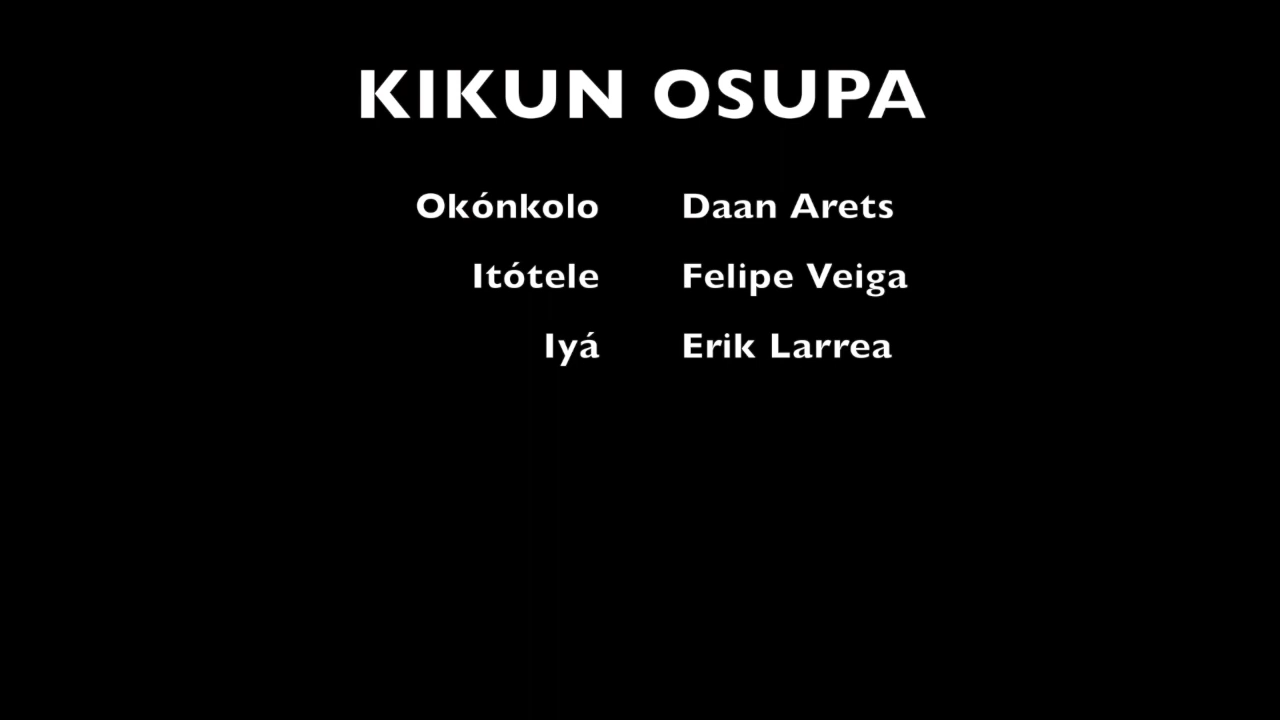 KIKUN OSUPA
Okónkolo Daan Arets
Itótele Felipe Veiga
Iyá Erik Larrea